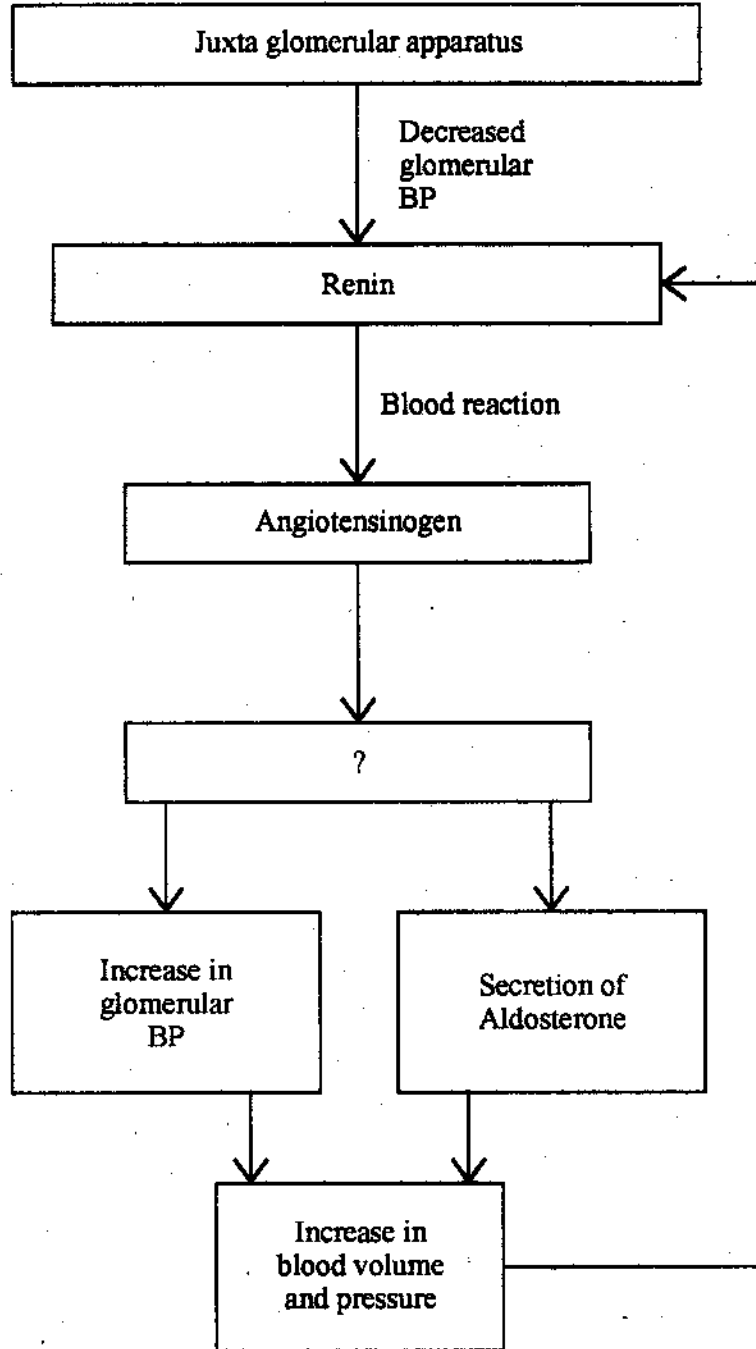 Juxta glomerular apparatus
Decreased
glomerular
BP
Renin
Blood reaction
Angiotensinogen
?
Increase in
glomerular
BP
Secretion of
Aldosterone
Increase in
blood volume
and pressure